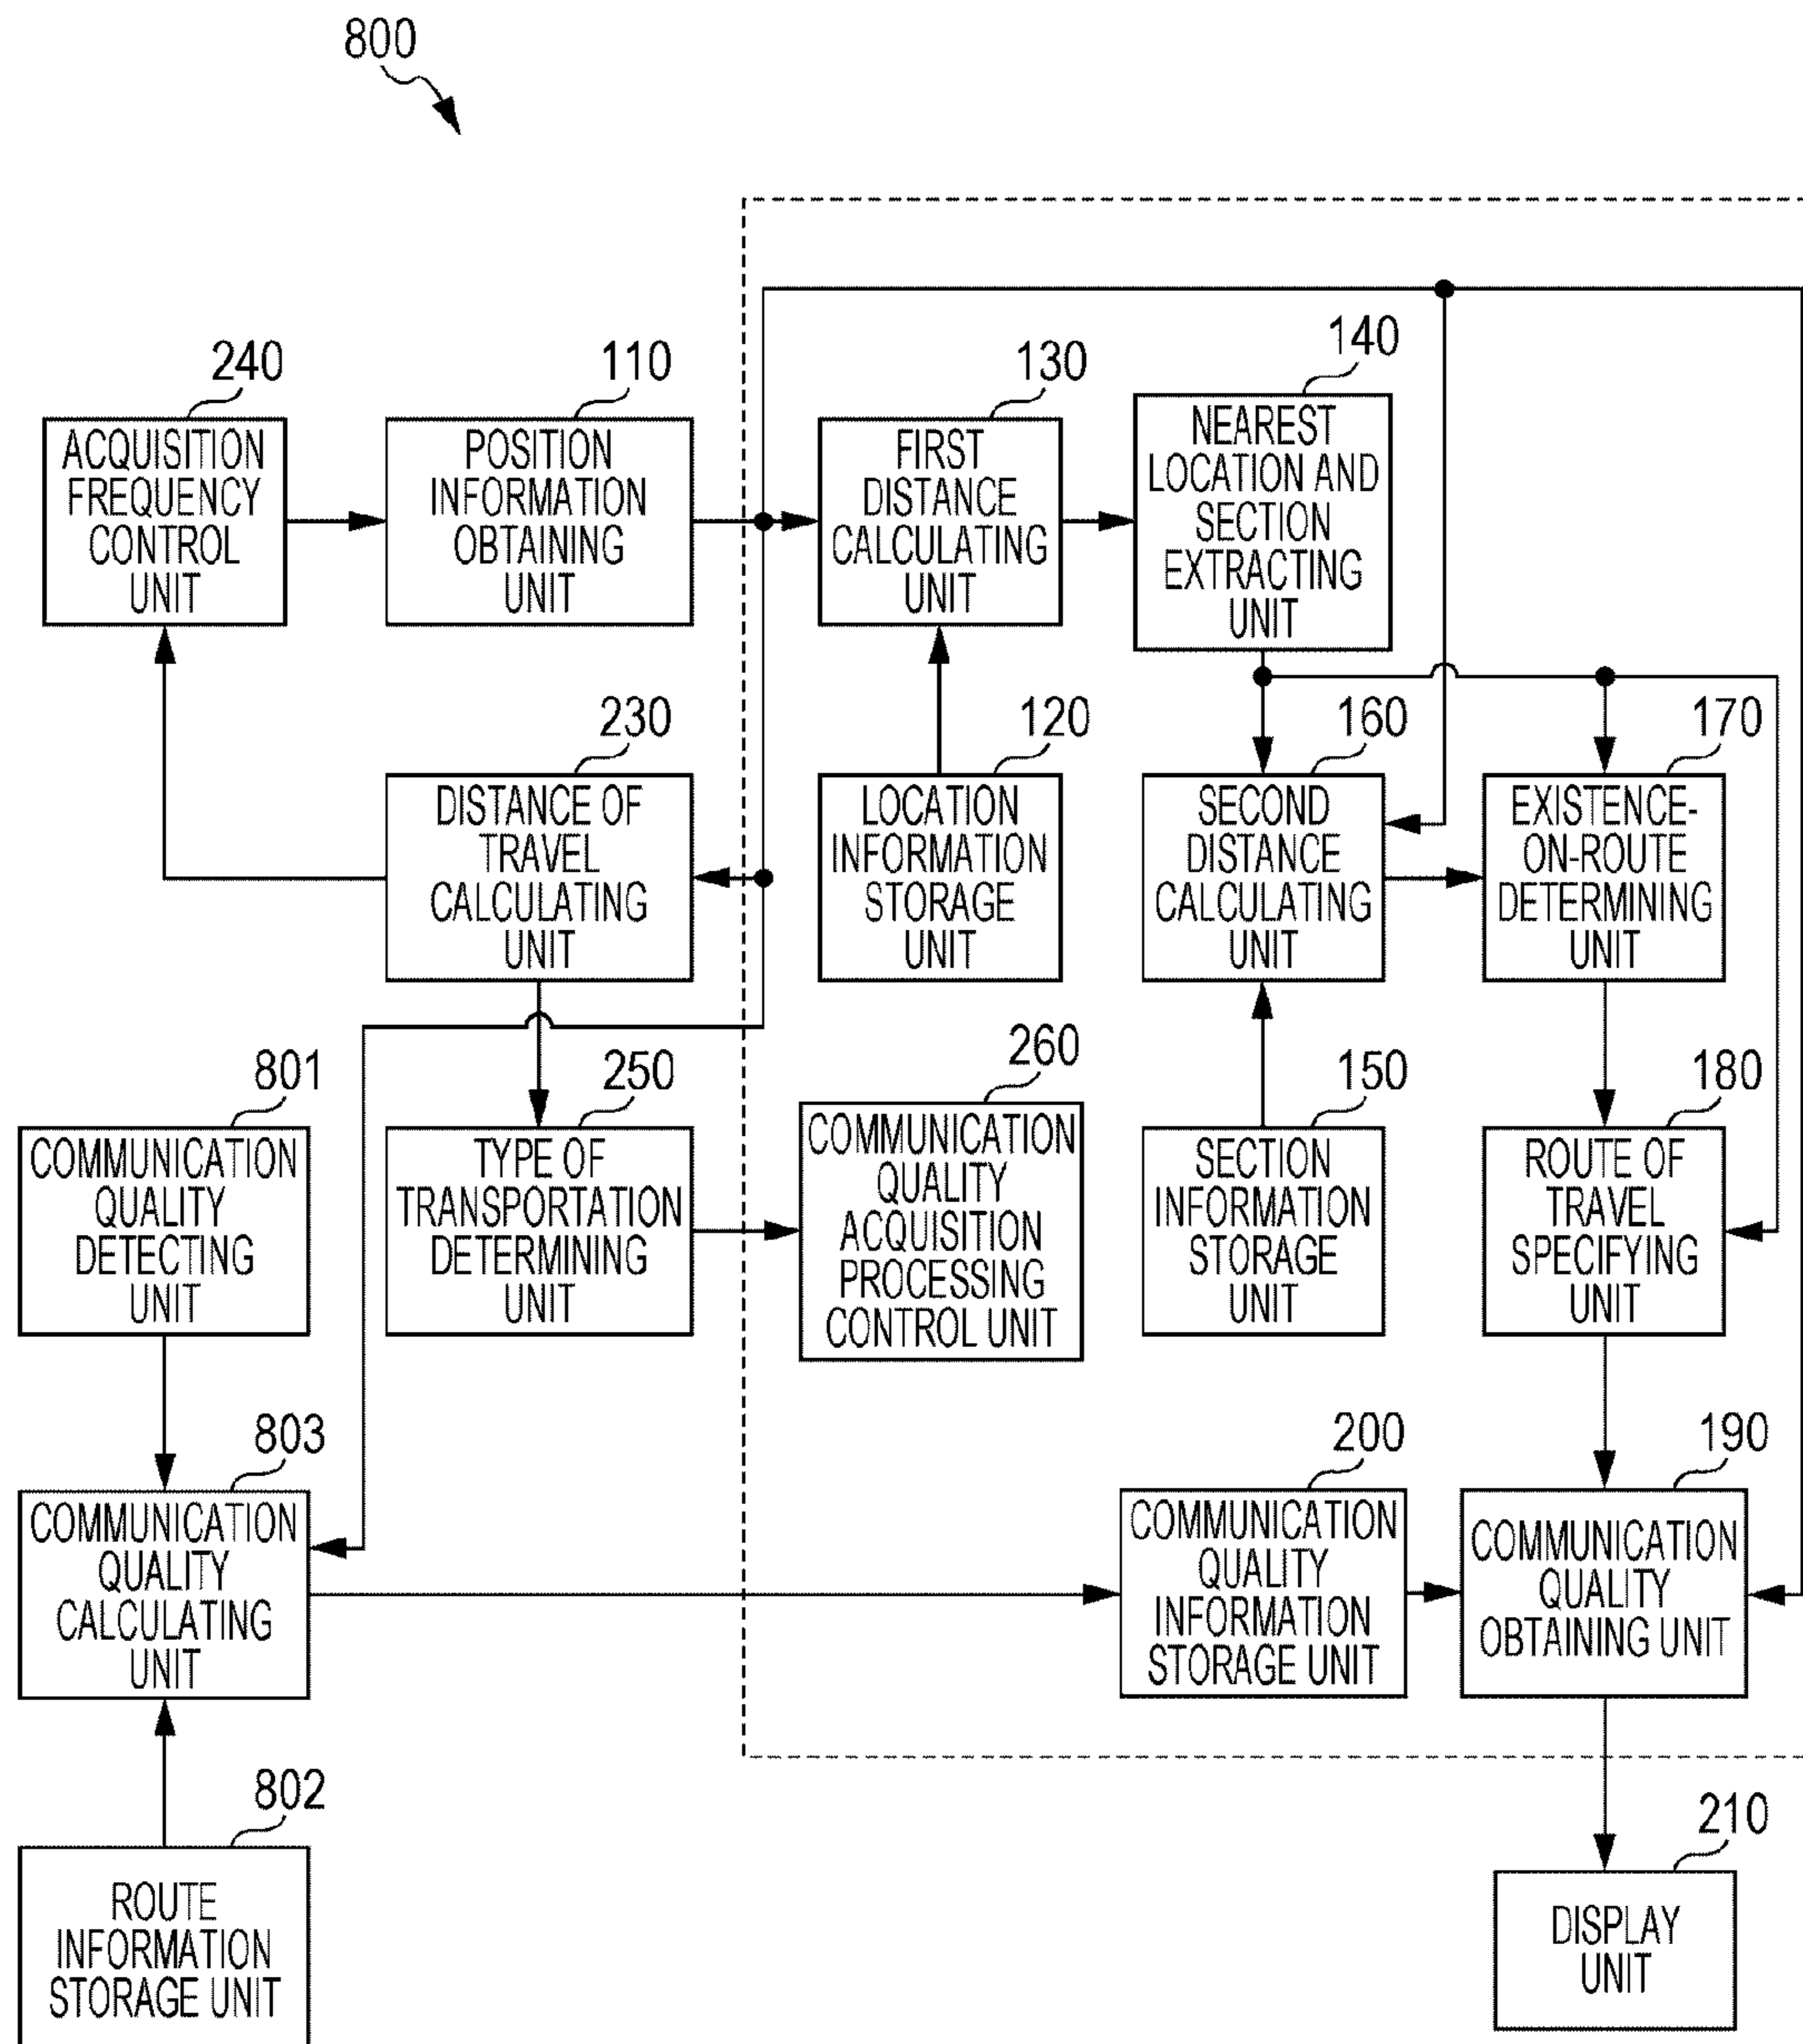 800
240
ACQUISITION
FREQUENCY
CONTROL
UNIT
110
POSITION
INFORMATION
OBTAINING
UNIT
130
FIRST
DISTANCE
CALCULATING
UNIT
140
NEAREST
LOCATION AND
SECTION
EXTRACTING
UNIT
230
DISTANCE OF
TRAVEL
CALCULATING
UNIT
120
LOCATION
INFORMATION
STORAGE
UNIT
160
SECOND
DISTANCE
CALCULATING
UNIT
170
EXISTENCE-
ON-ROUTE
DETERMINING
UNIT
801
COMMUNICATION
QUALITY
DETECTING
UNIT
250
TYPE OF
TRANSPORTATION
DETERMINING
UNIT
260
COMMUNICATION
QUALITY
ACQUISITION
PROCESSING
CONTROL UNIT
150
SECTION
INFORMATION
STORAGE
UNIT
180
ROUTE OF
TRAVEL
SPECIFYING
UNIT
803
COMMUNICATION
QUALITY
CALCULATING
UNIT
200
COMMUNICATION
QUALITY
INFORMATION
STORAGE UNIT
190
COMMUNICATION
QUALITY
OBTAINING UNIT
802
ROUTE
INFORMATION
STORAGE UNIT
210
DISPLAY
UNIT